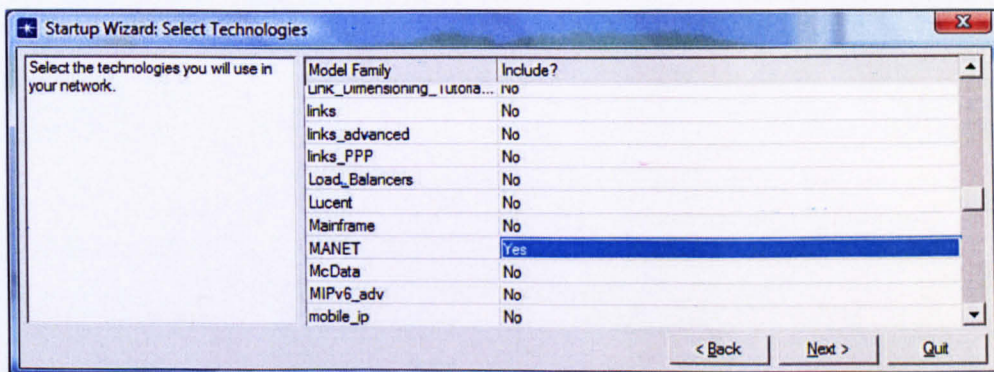 Startup Wizard: Select Technologies
Select the technologies you will use in
your network.
Model Family Include?
Link_Dimensioning_Tutoria... No
links No
links_advanced No
links_PPP No
Load_Balancers No
Lucent No
Mainframe No
MANET Yes
McData No
MIPv6_adv No
mobile_ip No
< Back Next > Quit